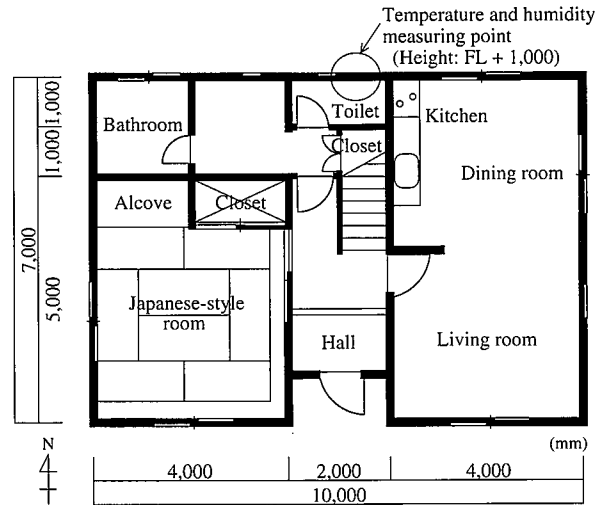 Temperature and humidity
measuring point
(Height: FL + 1,000)
Toilet
Bathroom
Kitchen
Closet
Dining room
Alcove
Closet
Japanese-style
room
Hall
Living room
1,000
1,000
5,000
7,000
N
(mm)
4,000
2,000
4,000
10,000